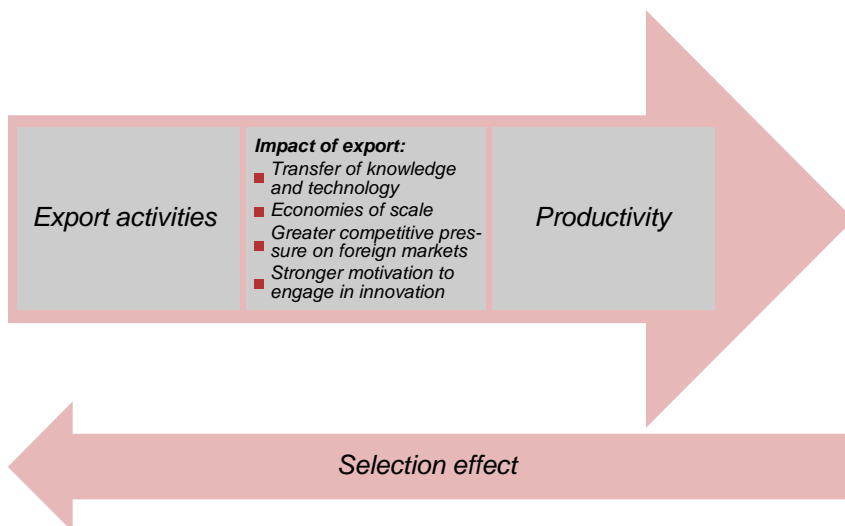 Export activities
Impact of export:
Transfer of knowledge
and technology
Economies of scale
Greater competitive pres-
sure on foreign markets
Stronger motivation to
engage in innovation
Productivity
Selection effect